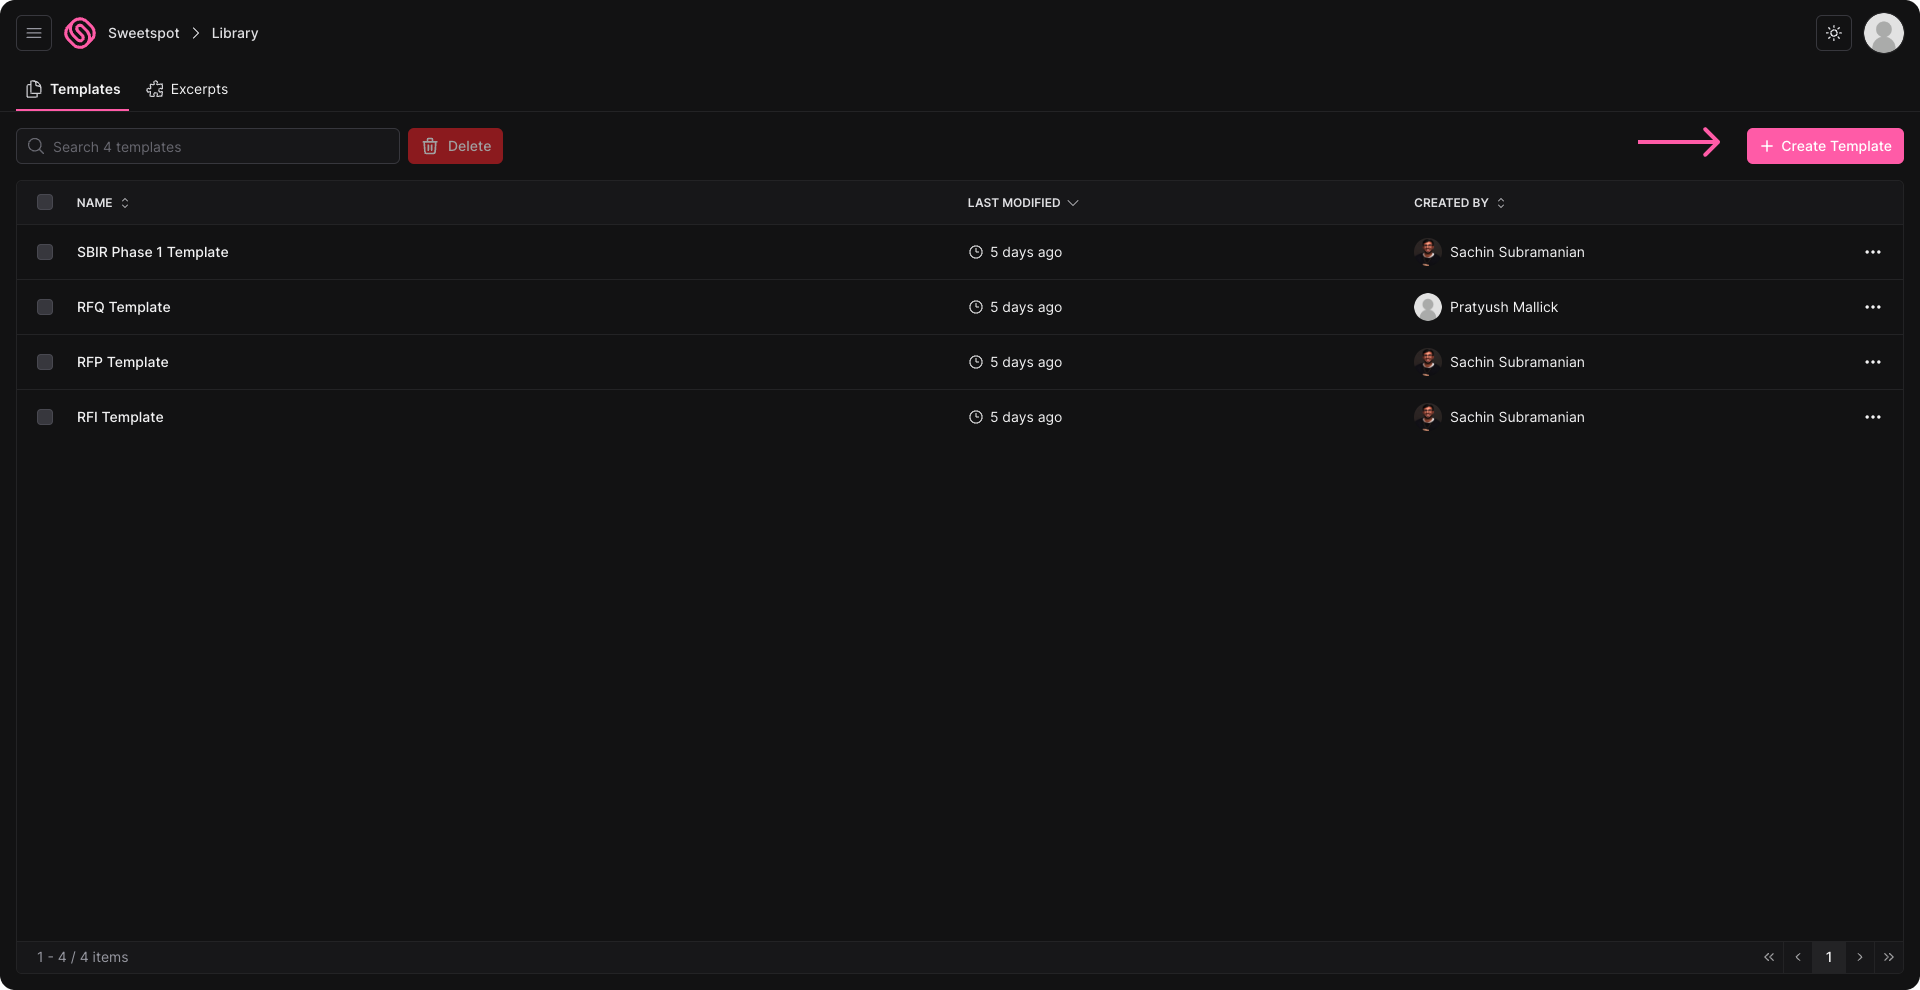 Sweetspot > Library
Templates Excerpts
Search 4 templates Delete + Create Template
NAME LAST MODIFIED CREATED BY
SBIR Phase 1 Template 5 days ago Sachin Subramanian
RFQ Template 5 days ago Pratyush Mallick
RFP Template 5 days ago Sachin Subramanian
RFI Template 5 days ago Sachin Subramanian
1 - 4 / 4 items « ‹ 1 › »